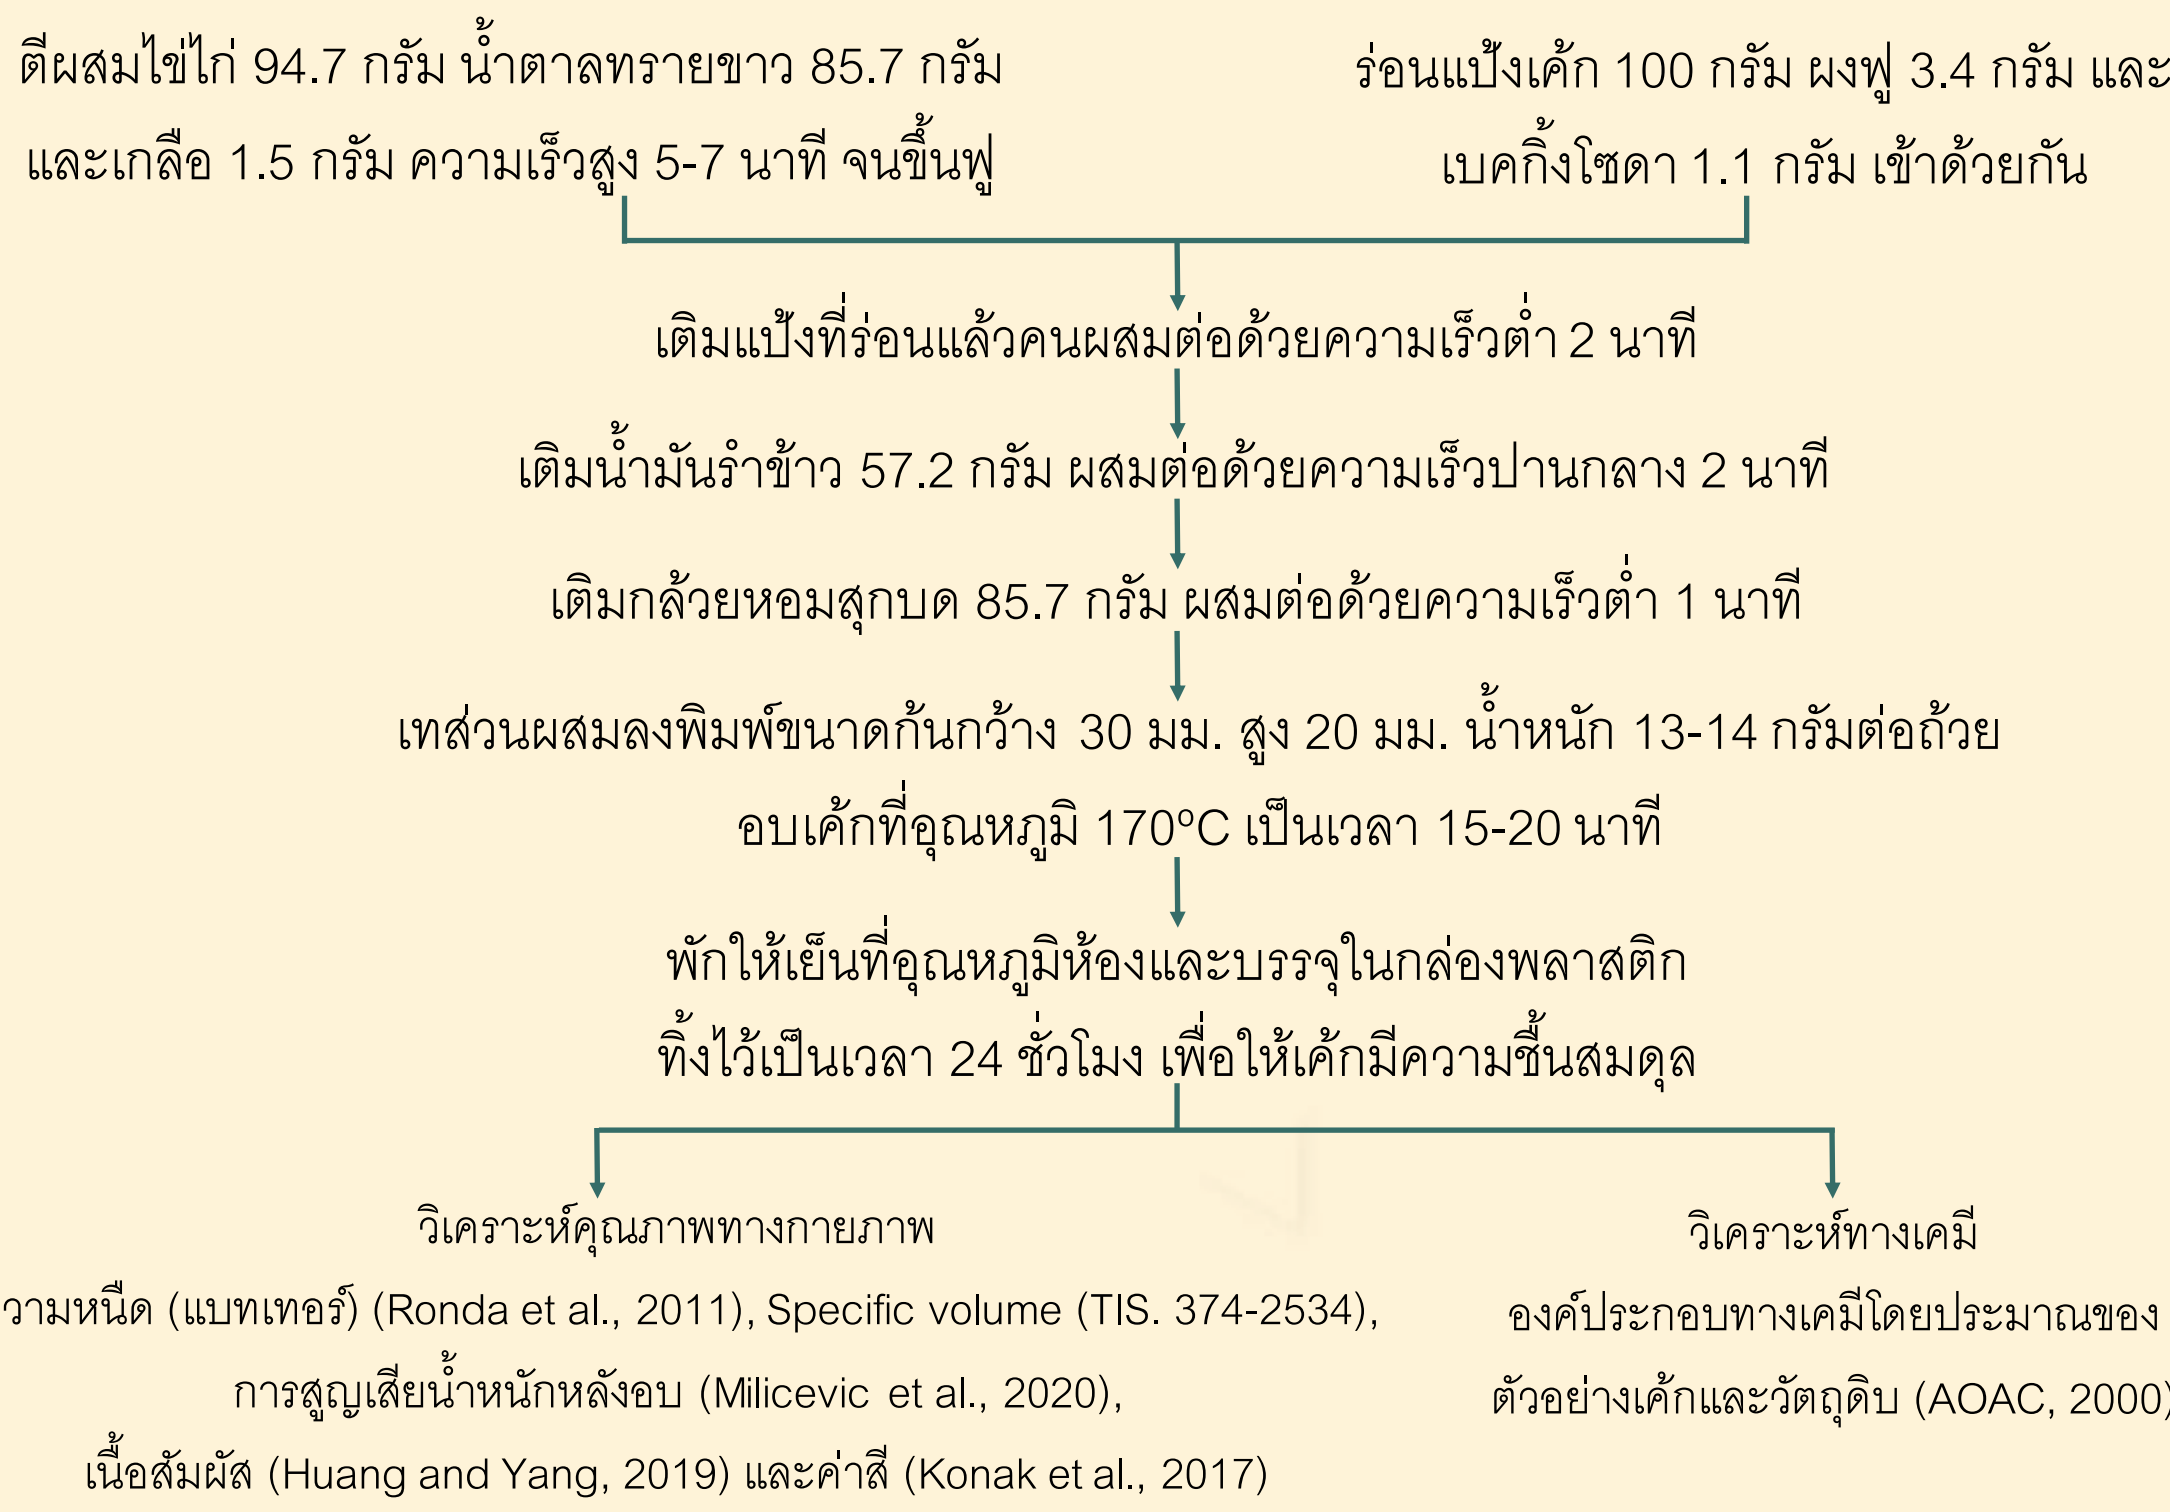 ตีผสมไข่ไก่ 94.7 กรัม น้ำตาลทรายขาว 85.7 กรัม
และเกลือ 1.5 กรัม ความเร็วสูง 5-7 นาที จนขึ้นฟู
ร่อนแป้งเค้ก 100 กรัม ผงฟู 3.4 กรัม และ
เบคกิ้งโซดา 1.1 กรัม เข้าด้วยกัน
เติมแป้งที่ร่อนแล้วคนผสมต่อด้วยความเร็วต่ำ 2 นาที
เติมน้ำมันรำข้าว 57.2 กรัม ผสมต่อด้วยความเร็วปานกลาง 2 นาที
เติมกล้วยหอมสุกบด 85.7 กรัม ผสมต่อด้วยความเร็วต่ำ 1 นาที
เทส่วนผสมลงพิมพ์ขนาดก้นกว้าง 30 มม. สูง 20 มม. น้ำหนัก 13-14 กรัมต่อถ้วย
อบเค้กที่อุณหภูมิ 170ºC เป็นเวลา 15-20 นาที
พักให้เย็นที่อุณหภูมิห้องและบรรจุในกล่องพลาสติก
ทิ้งไว้เป็นเวลา 24 ชั่วโมง เพื่อให้เค้กมีความชื้นสมดุล
วิเคราะห์คุณภาพทางกายภาพ
วามหนืด (แบทเทอร์) (Ronda et al., 2011), Specific volume (TIS. 374-2534),
การสูญเสียน้ำหนักหลังอบ (Milicevic et al., 2020),
เนื้อสัมผัส (Huang and Yang, 2019) และค่าสี (Konak et al., 2017)
วิเคราะห์ทางเคมี
องค์ประกอบทางเคมีโดยประมาณของ
ตัวอย่างเค้กและวัตถุดิบ (AOAC, 2000)